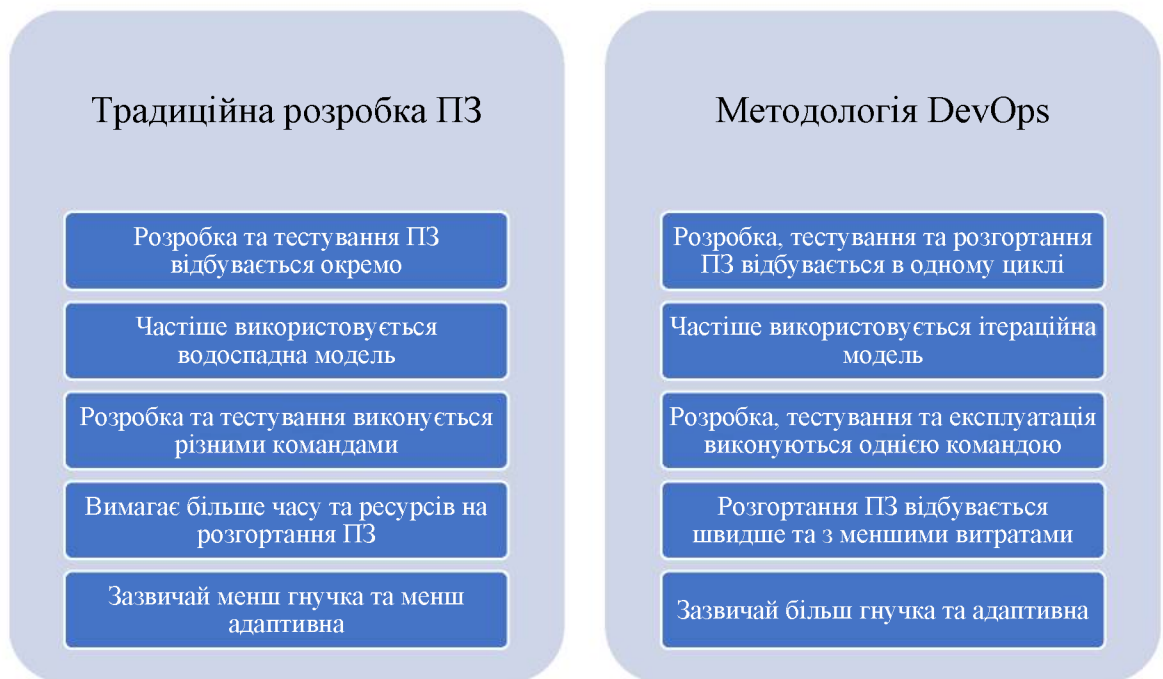 Традиційна розробка ПЗ
Розробка та тестування ПЗ
відбувається окремо
Частіше використовується
водоспадна модель
Розробка та тестування виконується
різними командами
Вимагає більше часу та ресурсів на
розгортання ПЗ
Зазвичай менш гнучка та менш
адаптивна
Методологія DevOps
Розробка, тестування та розгортання
ПЗ відбувається в одному циклі
Частіше використовується ітераційна
модель
Розробка, тестування та експлуатація
виконуються однією командою
Розгортання ПЗ відбувається
швидше та з меншими витратами
Зазвичай більш гнучка та адаптивна